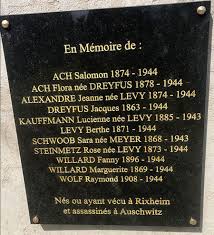 En Mémoire de :
ACH Salomon 1874 - 1944
ACH Flora née DREYFUS 1878 - 1944
ALEXANDRE Jeanne née LEVY 1874 - 1944
DREYFUS Jacques 1863 - 1944
KAUFFMANN Lucienne née LEVY 1885 - 1943
LEVY Berthe 1871 - 1944
SCHWOOB Sara née MEYER 1868 - 1943
STEINMETZ Rose née LEVY 1873 - 1944
WILLARD Fanny 1896 - 1944
WILLARD Marguerite 1869 - 1944
WOLF Raymond 1908 - 1944
Nés ou ayant vécu à Rixheim
et assassinés à Auschwitz